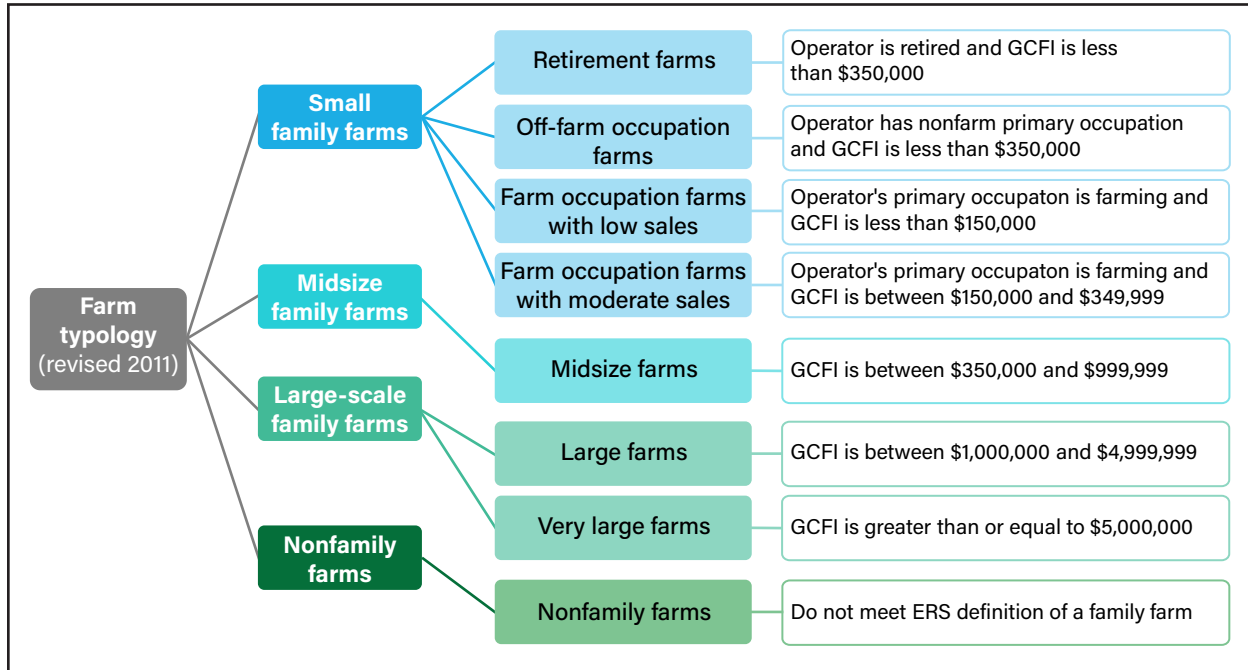 Farm
typology
(revised 2011)
Small
family farms
Retirement farms
Operator is retired and GCFI is less
than $350,000
Off-farm occupation
farms
Operator has nonfarm primary occupation
and GCFI is less than $350,000
Farm occupation farms
with low sales
Operator's primary occupaton is farming and
GCFI is less than $150,000
Farm occupation farms
with moderate sales
Operator's primary occupaton is farming and
GCFI is between $150,000 and $349,999
Midsize
family farms
Midsize farms
GCFI is between $350,000 and $999,999
Large-scale
family farms
Large farms
GCFI is between $1,000,000 and $4,999,999
Very large farms
GCFI is greater than or equal to $5,000,000
Nonfamily
farms
Nonfamily farms
Do not meet ERS definition of a family farm